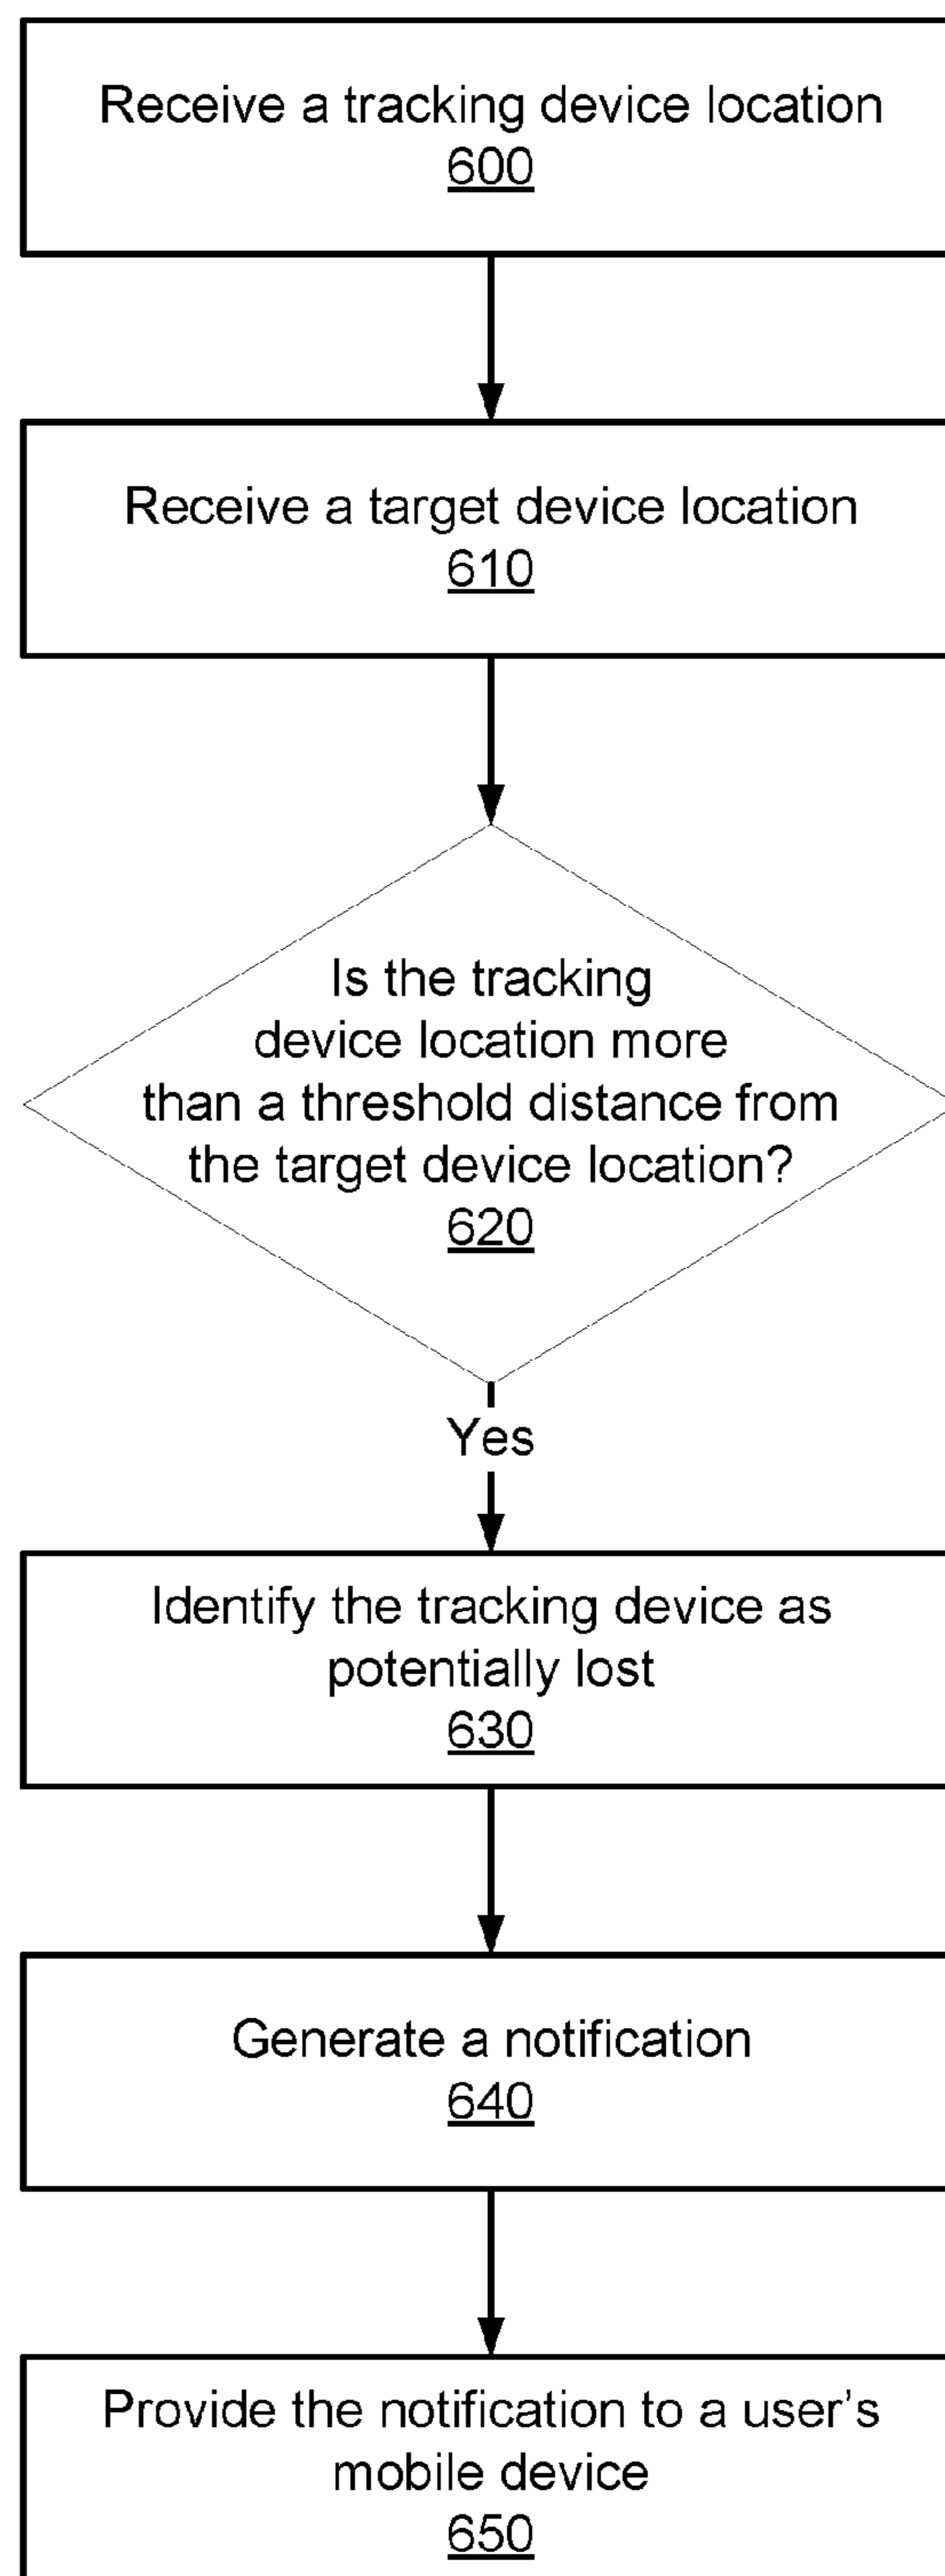 Receive a tracking device location
600
Receive a target device location
610
Is the tracking
device location more
than a threshold distance from
the target device location?
620
Yes
Identify the tracking device as
potentially lost
630
Generate a notification
640
Provide the notification to a user’s
mobile device
650